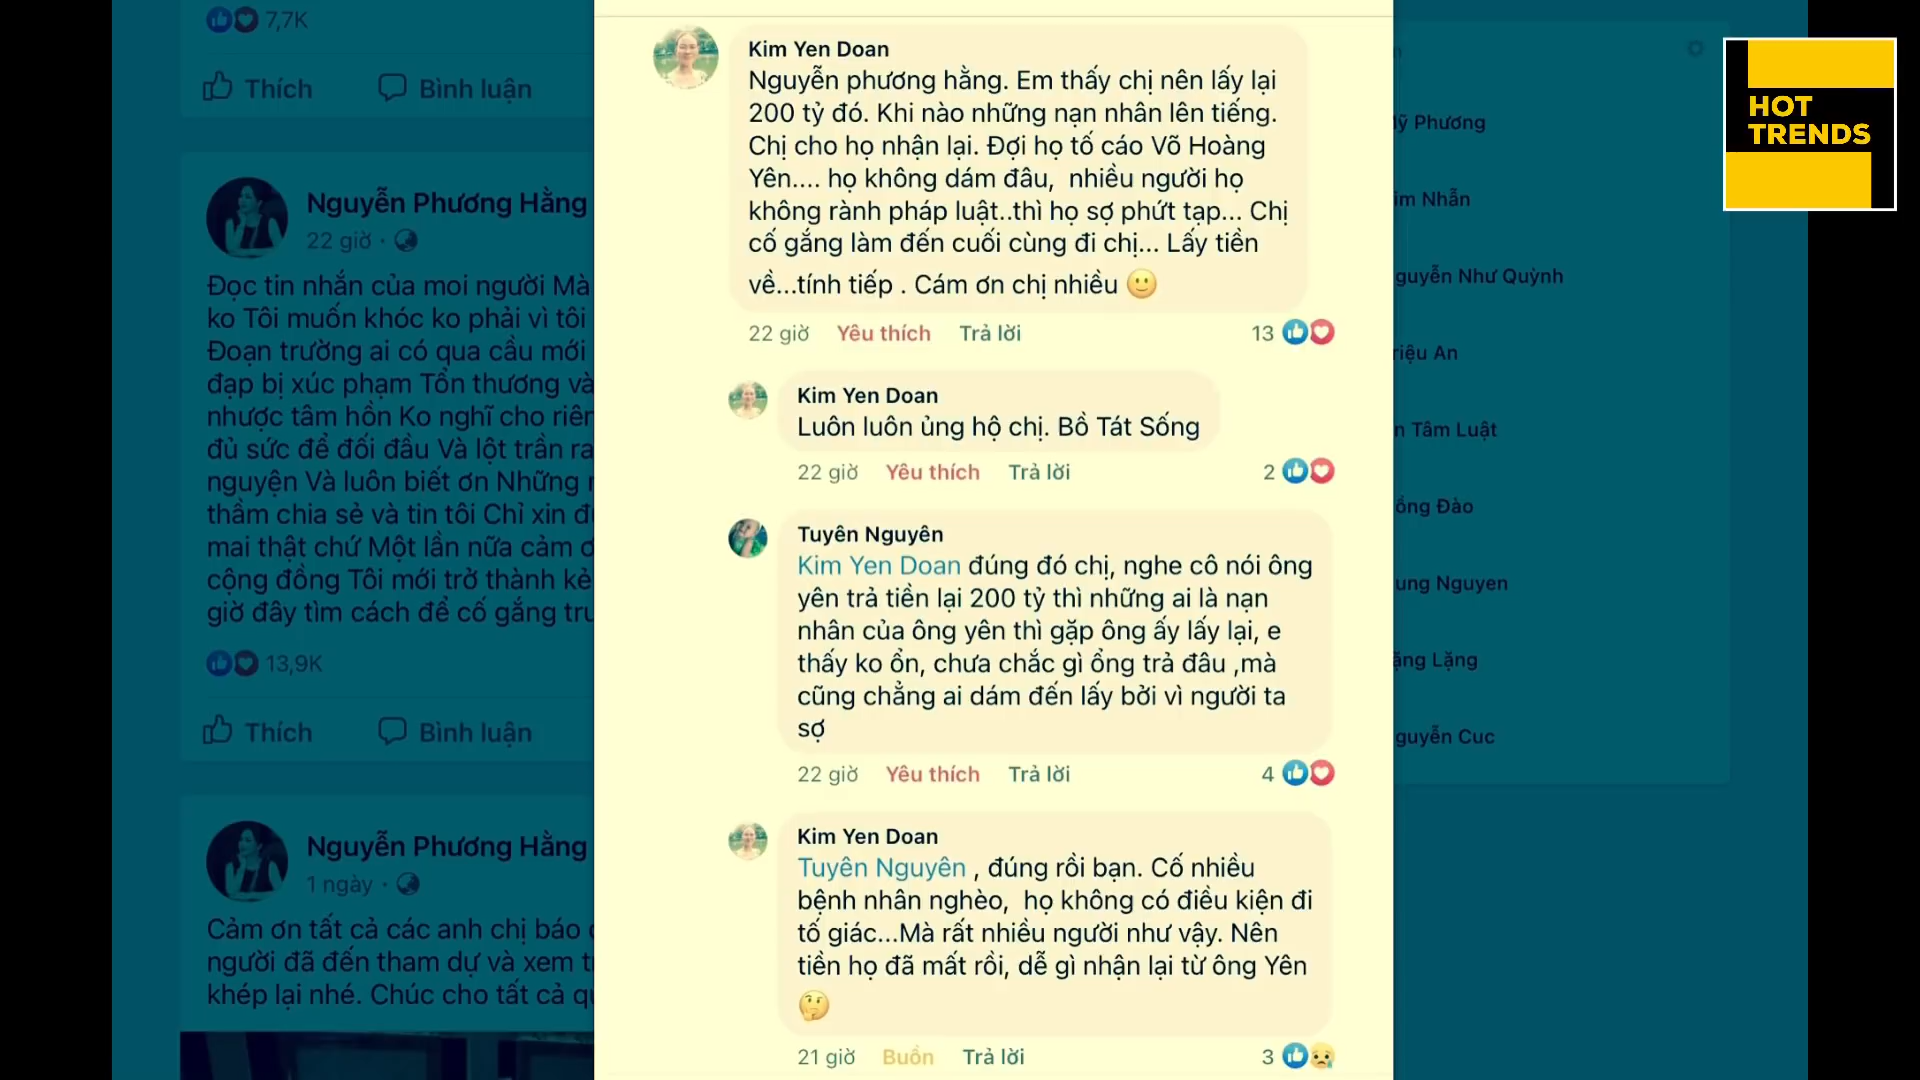 7,7K
Thích
Bình luận
Nguyễn Phương Hằng
22 giờ ·
Đọc tin nhắn của moi người Mà
ko Tôi muốn khóc ko phải vì tôi
Đoạn trường ai có qua cầu mới
đạp bị xúc phạm Tổn thương và
nhược tâm hồn Ko nghĩ cho riên
đủ sức để đối đầu Và lột trần ra
nguyện Và luôn biết ơn Những
thầm chia sẻ và tin tôi Chỉ xin
mai thật chứ Một lần nữa cảm
cộng đồng Tôi mới trở thành kẻ
giờ đây tìm cách để cố gắng tru
13,9K
Thích
Bình luận
Nguyễn Phương Hằng
1 ngày ·
Cảm ơn tất cả các anh chị báo
người đã đến tham dự và xem
khép lại nhé. Chúc cho tất cả
Kim Yen Doan
Nguyễn phương hằng. Em thấy chị nên lấy lại
200 tỷ đó. Khi nào những nạn nhân lên tiếng.
Chị cho họ nhận lại. Đợi họ tố cáo Võ Hoàng
Yên.... họ không dám đâu, nhiều người họ
không rành pháp luật..thì họ sợ phứt tạp... Chị
cố gắng làm đến cuối cùng đi chị... Lấy tiền
về...tính tiếp . Cám ơn chị nhiều 🙂
22 giờ Yêu thích Trả lời 13
Kim Yen Doan
Luôn luôn ủng hộ chị. Bồ Tát Sống
22 giờ Yêu thích Trả lời 2
Tuyên Nguyên
Kim Yen Doan đúng đó chị, nghe cô nói ông
yên trả tiền lại 200 tỷ thì những ai là nạn
nhân của ông yên thì gặp ông ấy lấy lại, e
thấy ko ổn, chưa chắc gì ổng trả đâu ,mà
cũng chẳng ai dám đến lấy bởi vì người ta
sợ
22 giờ Yêu thích Trả lời 4
Kim Yen Doan
Tuyên Nguyên , đúng rồi bạn. Cố nhiều
bệnh nhân nghèo, họ không có điều kiện đi
tố giác...Mà rất nhiều người như vậy. Nên
tiền họ đã mất rồi, dễ gì nhận lại từ ông Yên
🤔
21 giờ Buồn Trả lời 3
HOT
TRENDS
ỹ Phương
im Nhẫn
guyễn Như Quỳnh
riệu An
n Tâm Luật
ồng Đào
ung Nguyen
ăng Lặng
guyễn Cuc